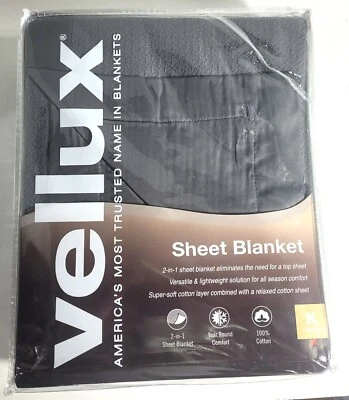 vellux®
AMERICA'S MOST TRUSTED NAME IN BLANKETS
Sheet Blanket
2-in-1 sheet blanket eliminates the need for a top sheet
Versatile & lightweight solution for all season comfort
Super-soft cotton layer combined with a relaxed cotton sheet
2-in-1
Sheet Blanket
Year Round
Comfort
100%
Cotton
K